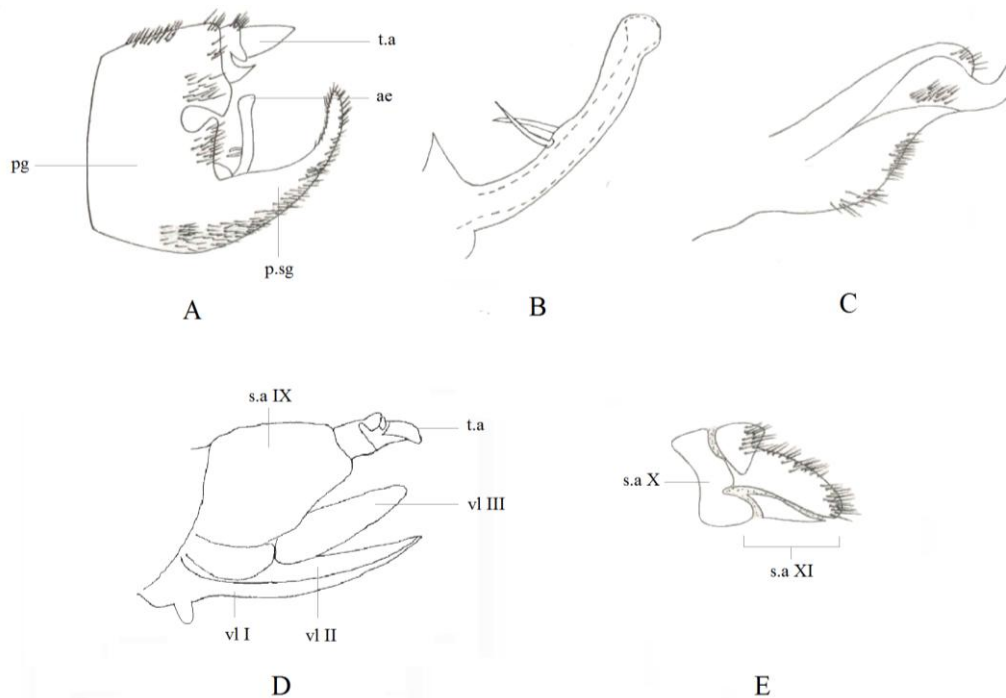 t.a
ae
pg
p.sg
A
B
C
s.a IX
t.a
vl III
vl I
vl II
D
s.a X
s.a XI
E